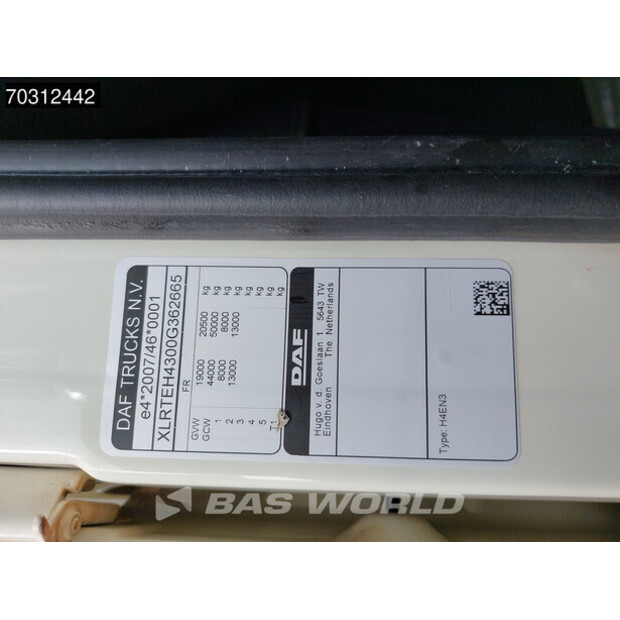 70312442
DAF TRUCKS N.V.
e4*2007/46*0001
XLRTEH4300G362665
FR
GVW 19000 20500 kg
GCW 44000 50000 kg
1 8000 8000 kg
2 13000 13000 kg
3 kg
4 kg
5 kg
T1 kg
DAF
Hugo v. d. Goeslaan 1 5643 TW
Eindhoven The Netherlands
Type: H4EN3
BAS WORLD